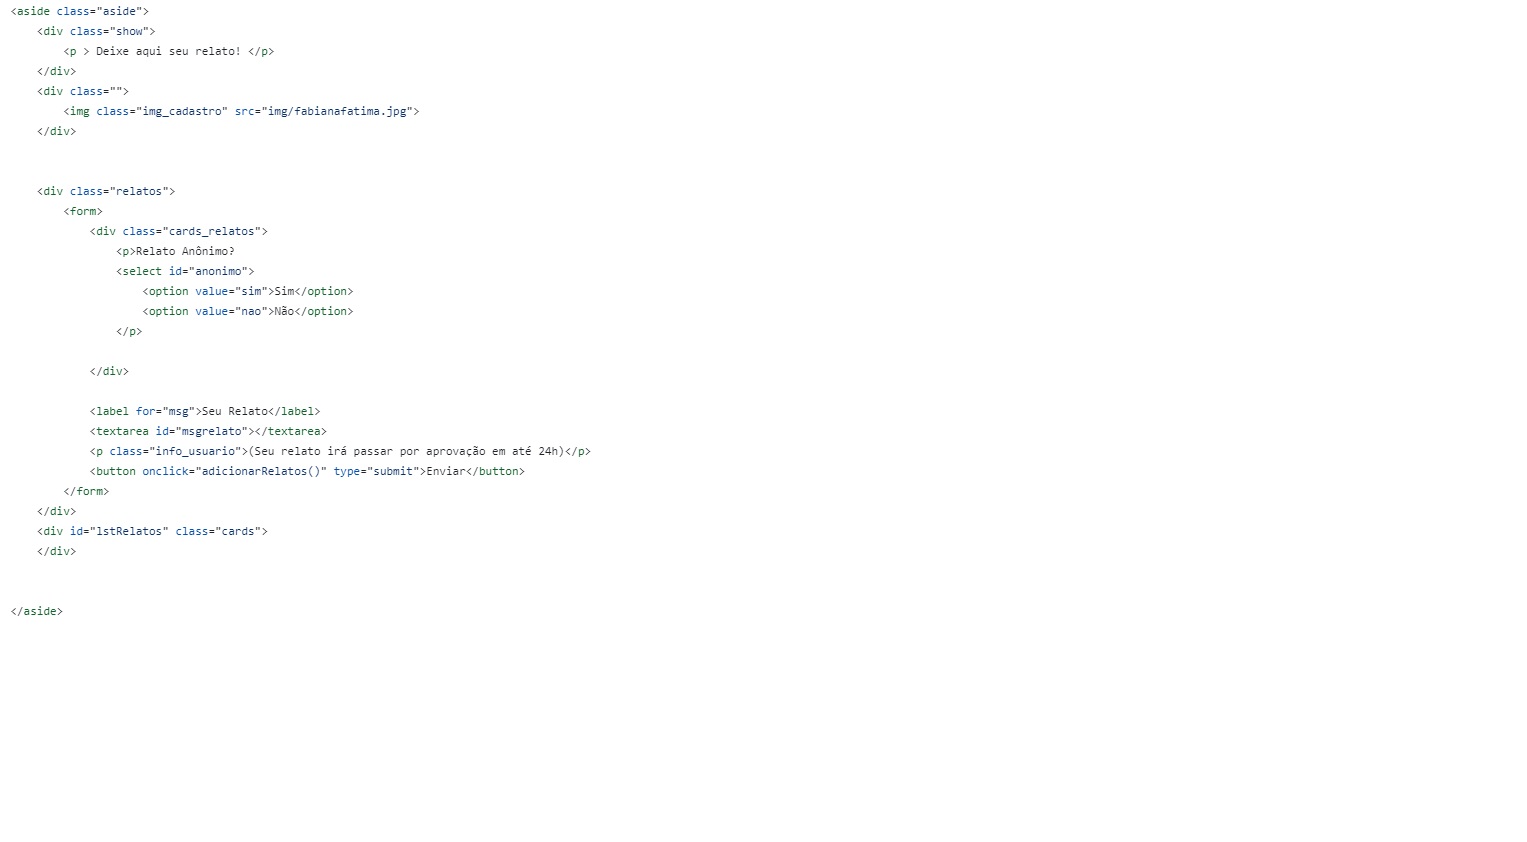 <aside class="aside">
<div class="show">
<p > Deixe aqui seu relato! </p>
</div>
<div class="">
<img class="img_cadastro" src="img/fabianafatima.jpg">
</div>
<div class="relatos">
<form>
<div class="cards_relatos">
<p>Relato Anônimo?
<select id="anonimo">
<option value="sim">Sim</option>
<option value="nao">Não</option>
</p>
</div>
<label for="msg">Seu Relato</label>
<textarea id="msgrelato"></textarea>
<p class="info_usuario">(Seu relato irá passar por aprovação em até 24h)</p>
<button onclick="adicionarRelatos()" type="submit">Enviar</button>
</form>
</div>
<div id="lstRelatos" class="cards">
</div>
</aside>